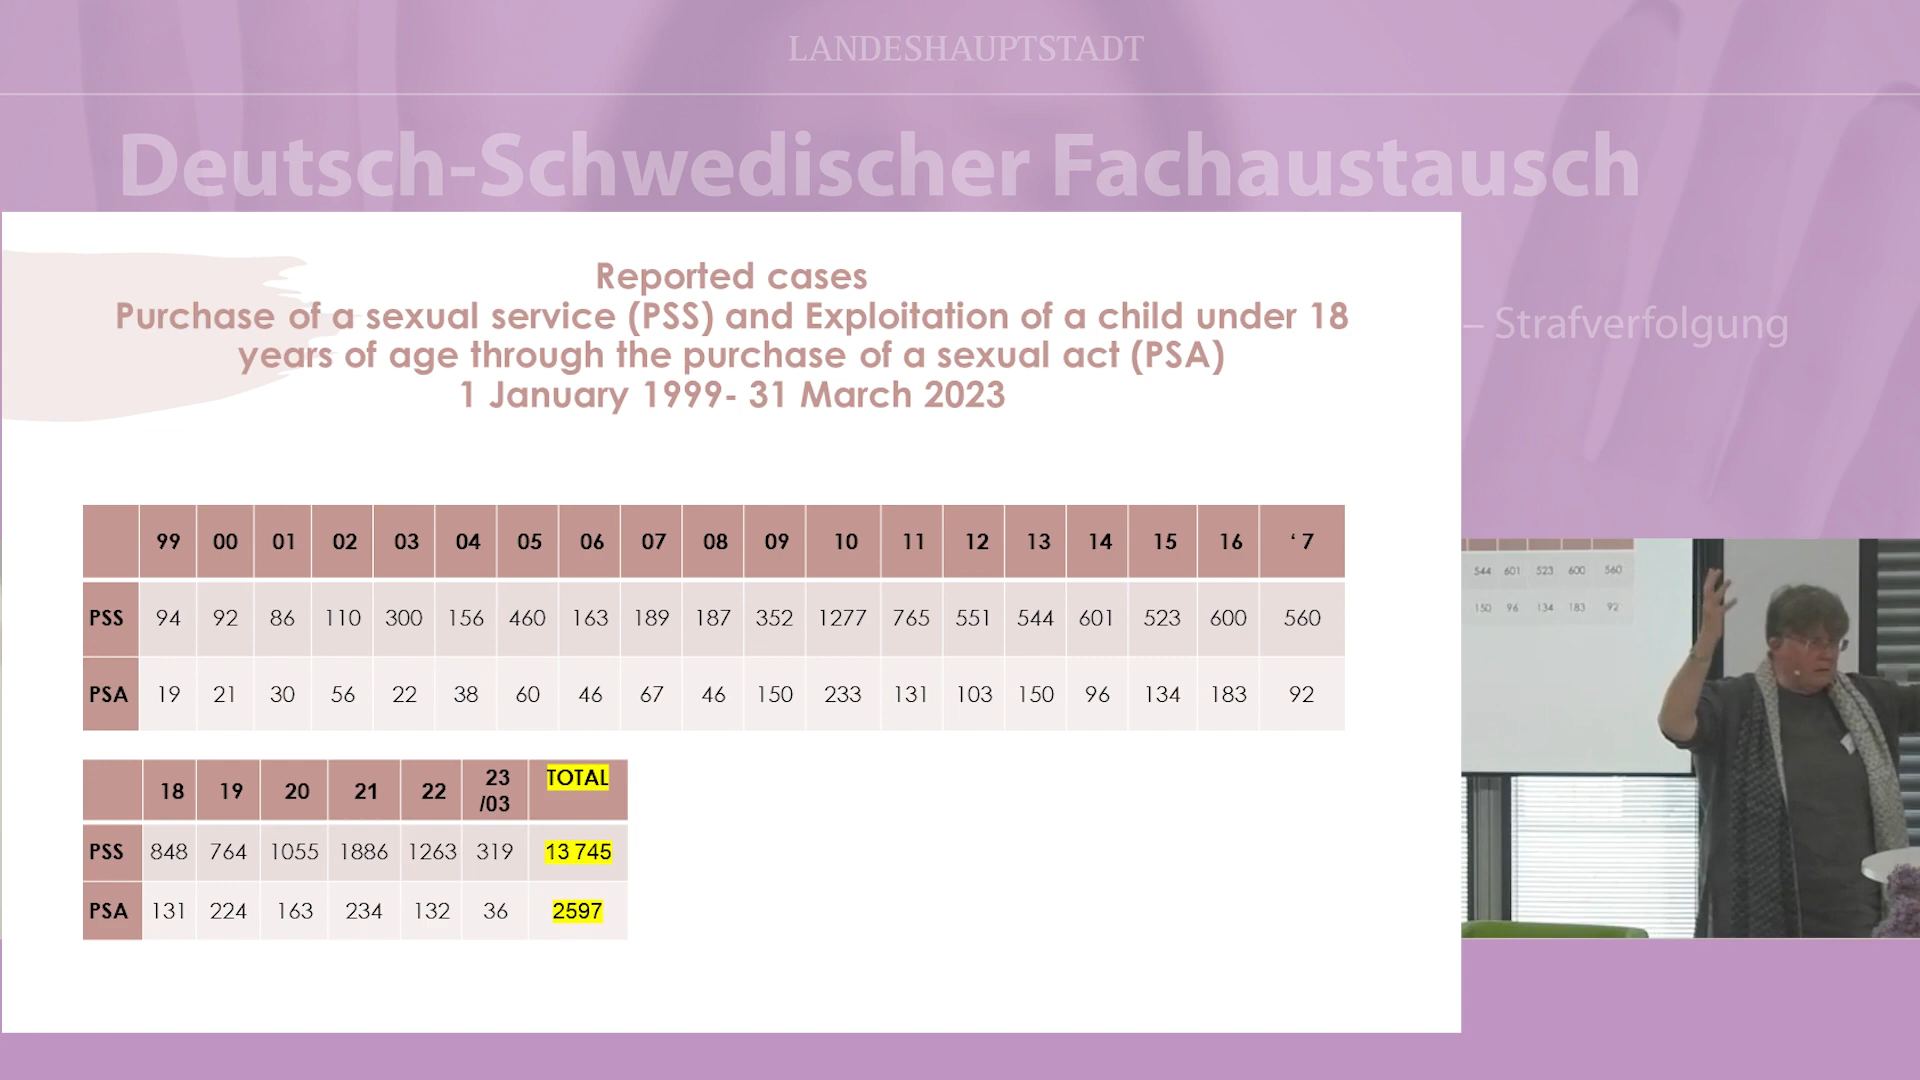 LANDESHAUPTSTADT
Deutsch-Schwedischer Fachaustausch
– Strafverfolgung
Reported cases
Purchase of a sexual service (PSS) and Exploitation of a child under 18
years of age through the purchase of a sexual act (PSA)
1 January 1999- 31 March 2023
99 00 01 02 03 04 05 06 07 08 09 10 11 12 13 14 15 16 ‘ 7
PSS 94 92 86 110 300 156 460 163 189 187 352 1277 765 551 544 601 523 600 560
PSA 19 21 30 56 22 38 60 46 67 46 150 233 131 103 150 96 134 183 92
18 19 20 21 22 23 /03 TOTAL
PSS 848 764 1055 1886 1263 319 13 745
PSA 131 224 163 234 132 36 2597
544 601 523 600 560
150 96 134 183 92